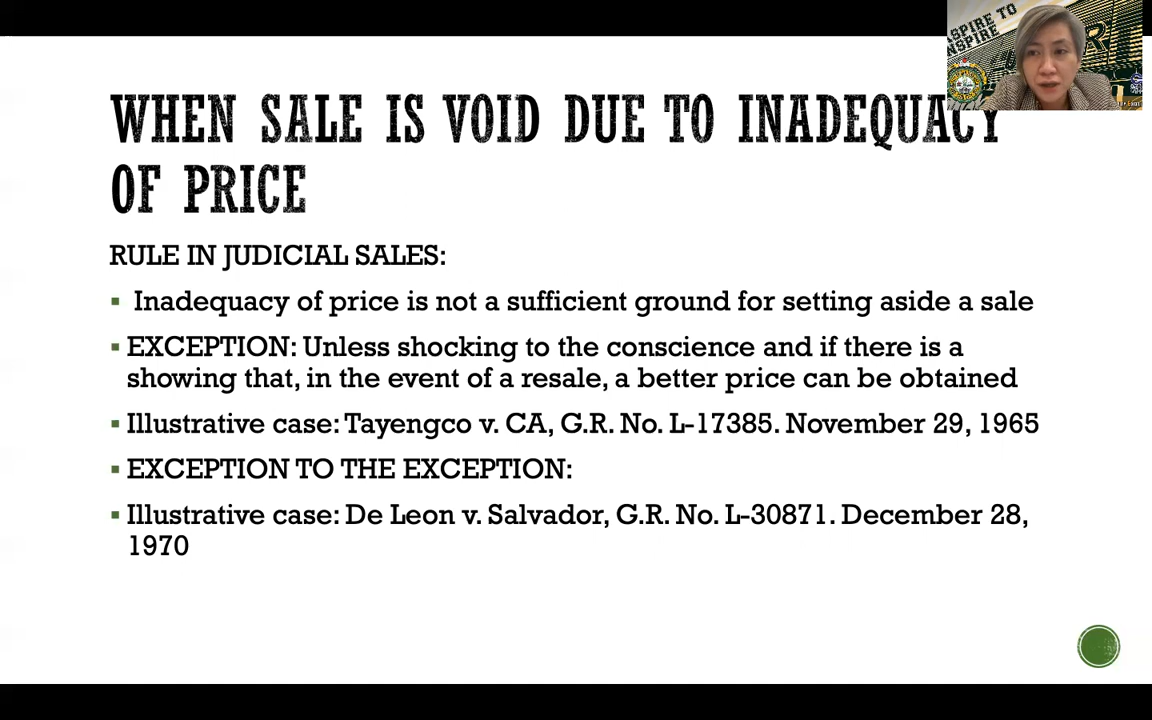 SPIRE TO
NSPIRE
WHEN SALE IS VOID DUE TO INADEQUACY
OF PRICE
RULE IN JUDICIAL SALES:
▪ Inadequacy of price is not a sufficient ground for setting aside a sale
▪ EXCEPTION: Unless shocking to the conscience and if there is a
showing that, in the event of a resale, a better price can be obtained
▪ Illustrative case: Tayengco v. CA, G.R. No. L-17385. November 29, 1965
▪ EXCEPTION TO THE EXCEPTION:
▪ Illustrative case: De Leon v. Salvador, G.R. No. L-30871. December 28,
1970